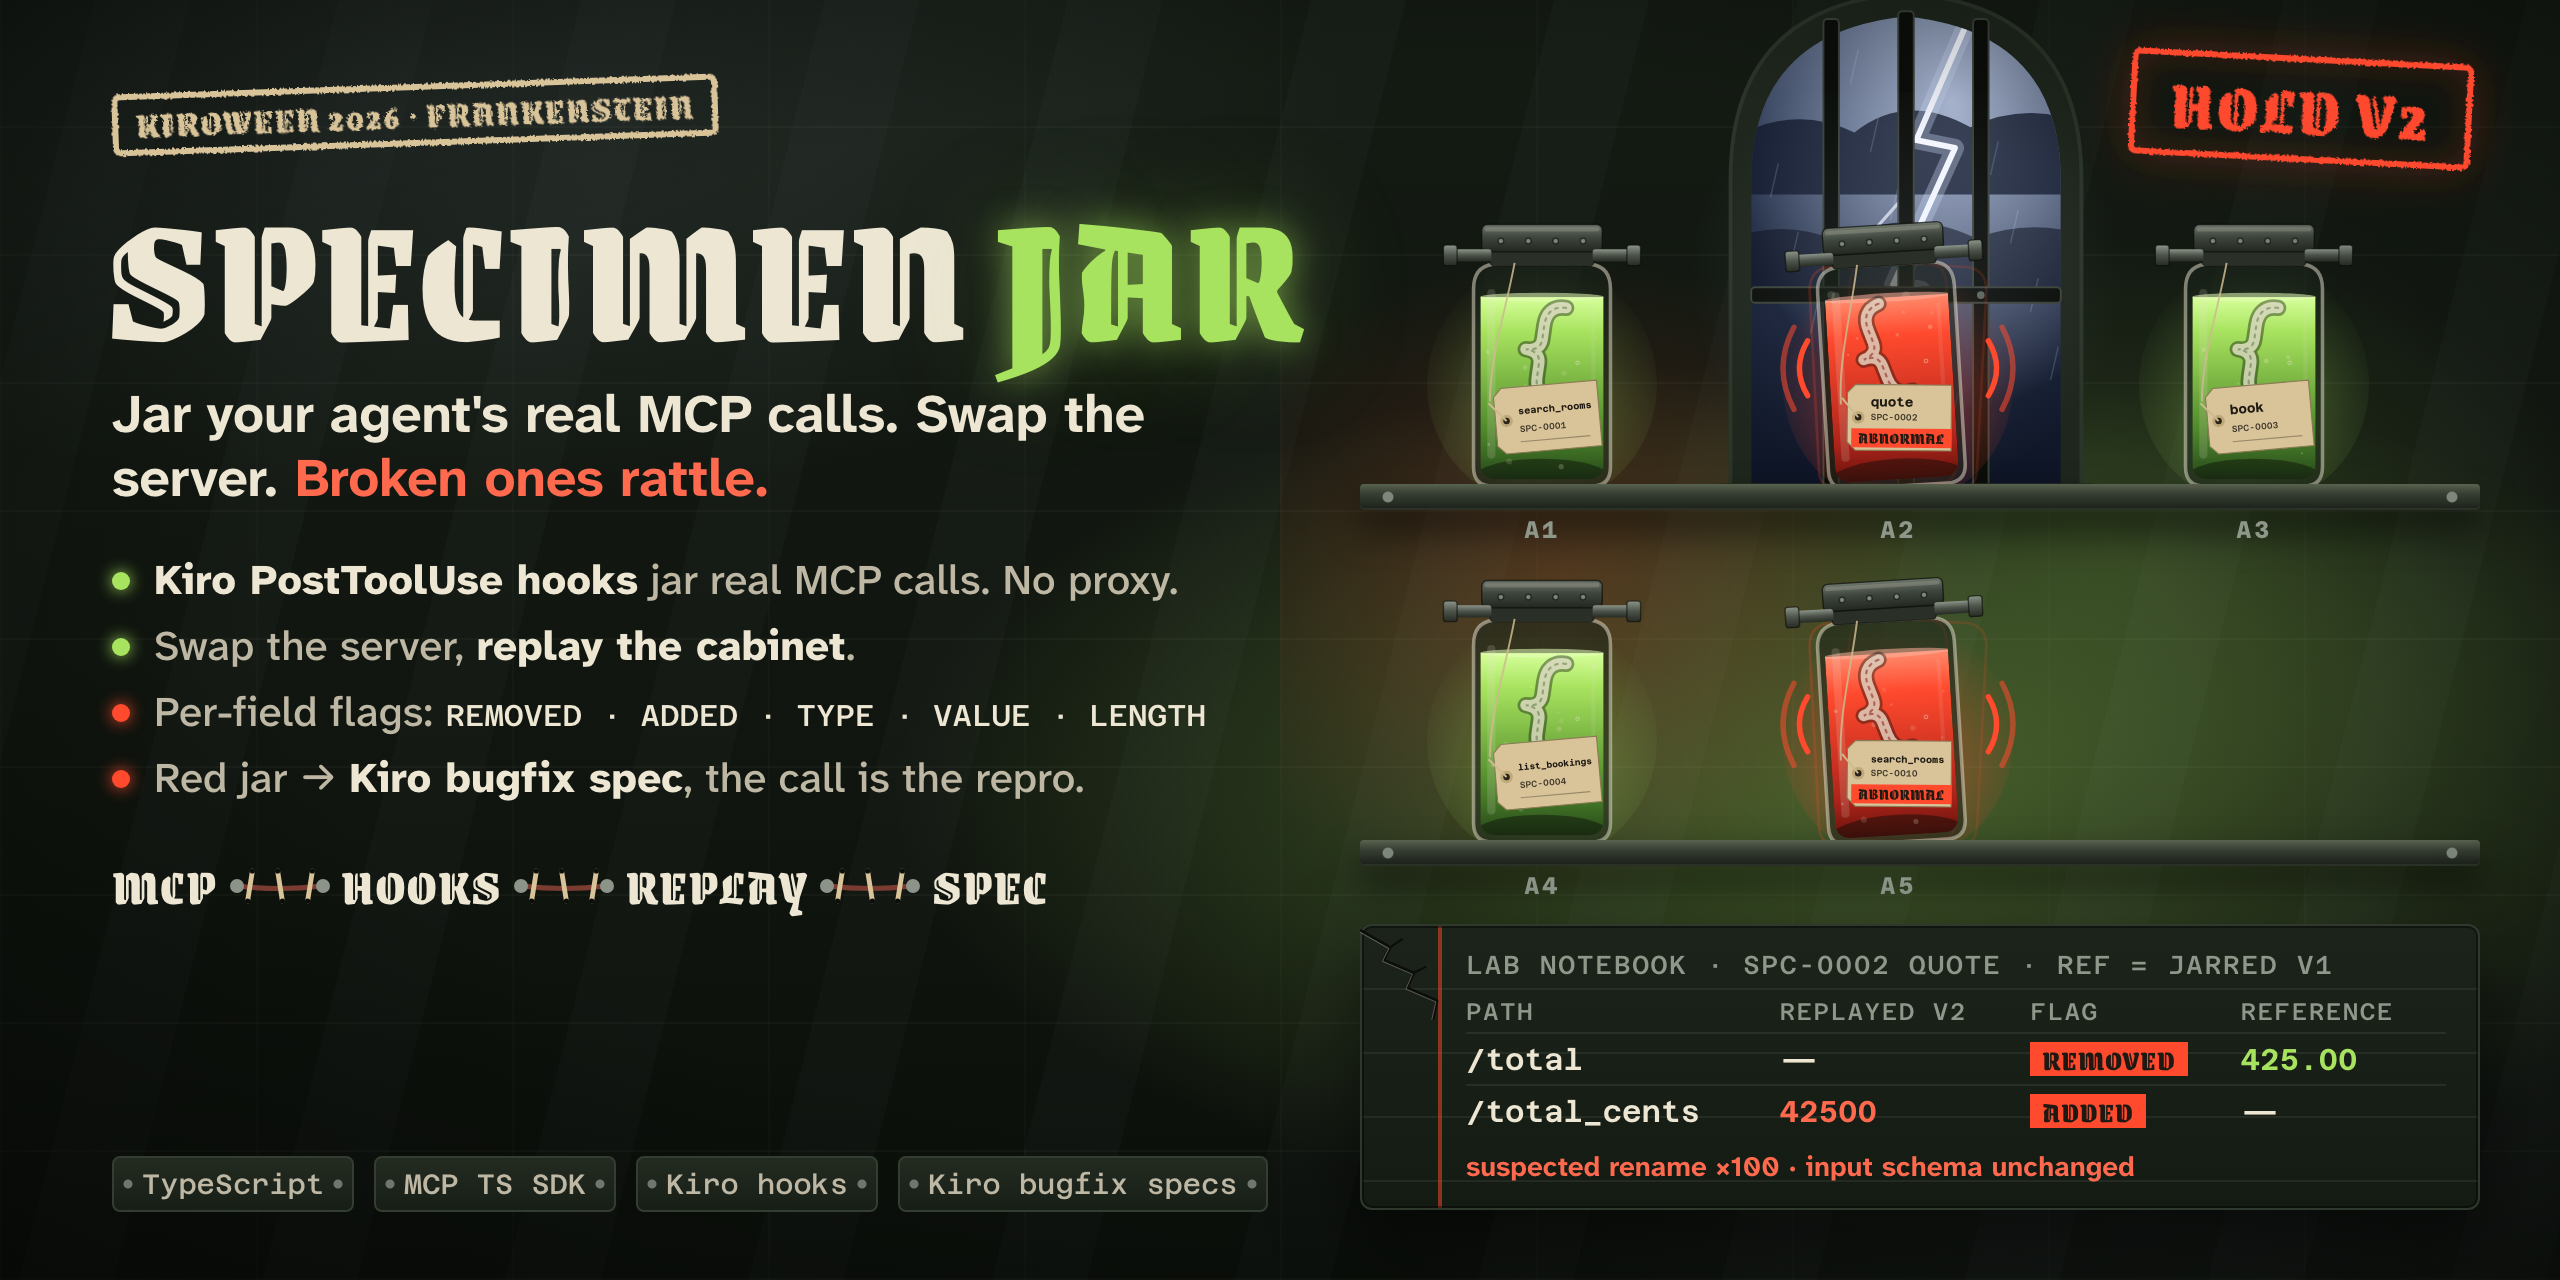 KIROWEEN 2026 · FRANKENSTEIN
HOLD V2
SPECIMEN JAR
Jar your agent's real MCP calls. Swap the
server. Broken ones rattle.
Kiro PostToolUse hooks jar real MCP calls. No proxy.
Swap the server, replay the cabinet.
Per-field flags: REMOVED · ADDED · TYPE · VALUE · LENGTH
Red jar → Kiro bugfix spec, the call is the repro.
MCP HOOKS REPLAY SPEC
TypeScript
MCP TS SDK
Kiro hooks
Kiro bugfix specs
search_rooms
SPC-0001
quote
SPC-0002
ABNORMAL
book
SPC-0003
A1
A2
A3
list_bookings
SPC-0004
search_rooms
SPC-0010
ABNORMAL
A4
A5
LAB NOTEBOOK · SPC-0002 QUOTE · REF = JARRED V1
PATH REPLAYED V2 FLAG REFERENCE
/total — REMOVED 425.00
/total_cents 42500 ADDED —
suspected rename ×100 · input schema unchanged